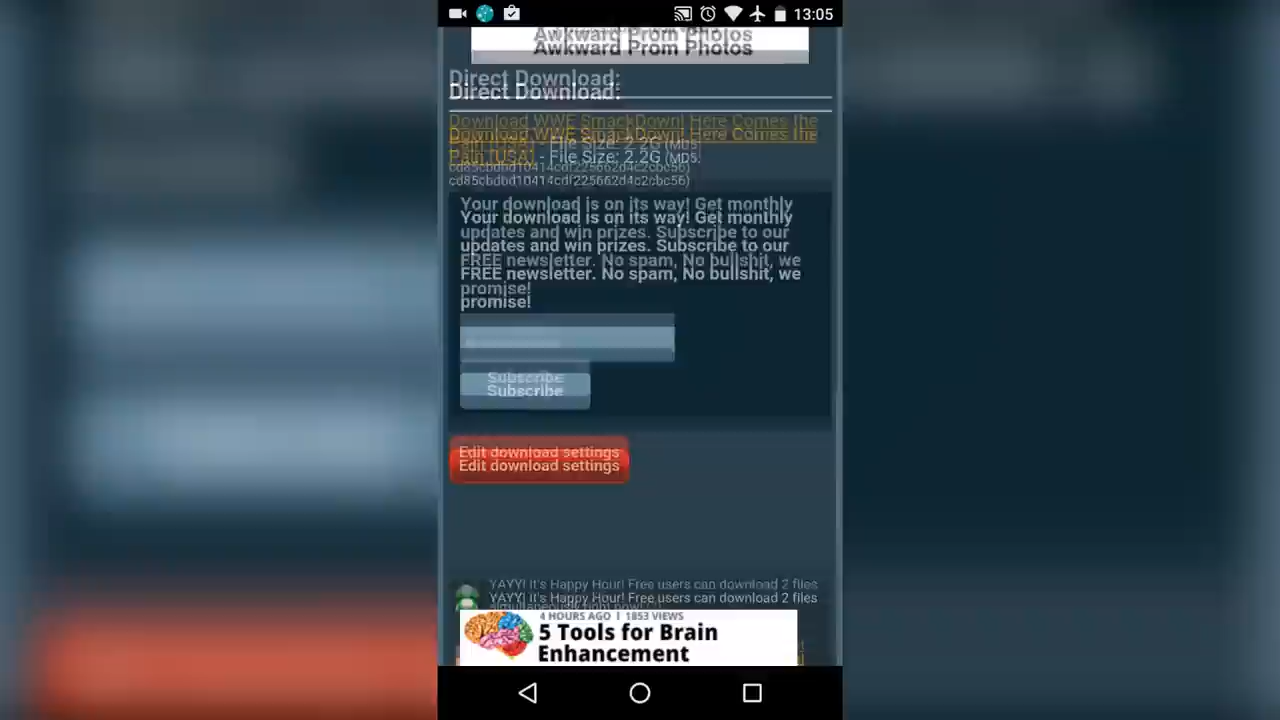 13:05
Awkward Prom Photos
Direct Download:
Download WWE SmackDown! Here Comes the
Pain [USA] - File Size: 2.2G (MD5:
cd85cbdbd10414cdf225662d4c2cbc56)
Your download is on its way! Get monthly
updates and win prizes. Subscribe to our
FREE newsletter. No spam, No bullshit, we
promise!
Subscribe
Edit download settings
YAYY! It's Happy Hour! Free users can download 2 files
simultaneously right now!
4 HOURS AGO | 1853 VIEWS
5 Tools for Brain
Enhancement